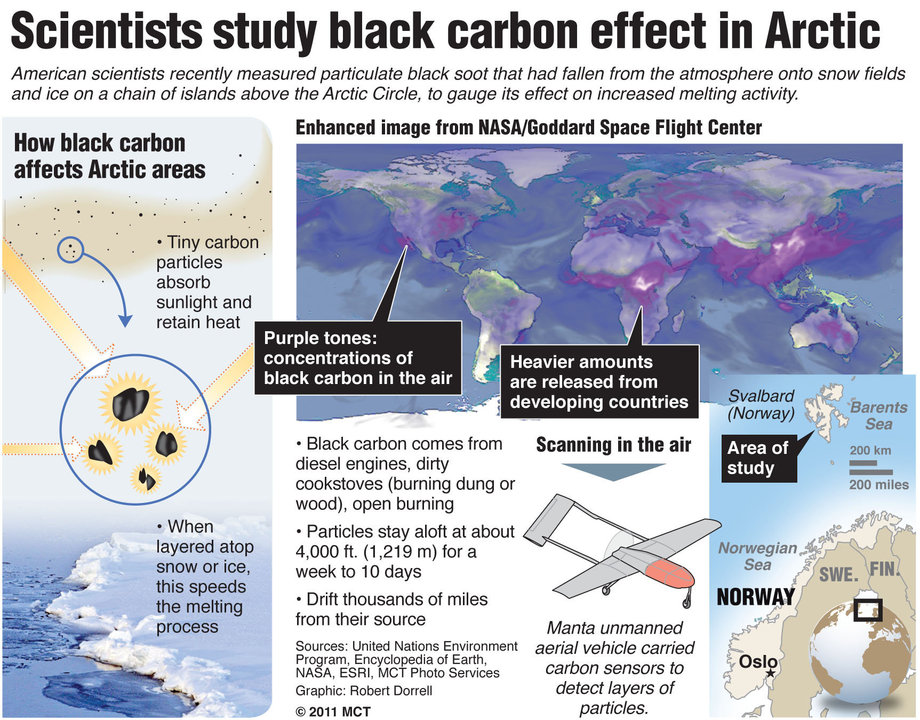 Scientists study black carbon effect in Arctic
American scientists recently measured particulate black soot that had fallen from the atmosphere onto snow fields
and ice on a chain of islands above the Arctic Circle, to gauge its effect on increased melting activity.
How black carbon
affects Arctic areas
• Tiny carbon
particles
absorb
sunlight and
retain heat
• When
layered atop
snow or ice,
this speeds
the melting
process
Enhanced image from NASA/Goddard Space Flight Center
Purple tones:
concentrations of
black carbon in the air
Heavier amounts
are released from
developing countries
• Black carbon comes from
diesel engines, dirty
cookstoves (burning dung or
wood), open burning
• Particles stay aloft at about
4,000 ft. (1,219 m) for a
week to 10 days
• Drift thousands of miles
from their source
Sources: United Nations Environment
Program, Encyclopedia of Earth,
NASA, ESRI, MCT Photo Services
Graphic: Robert Dorrell
© 2011 MCT
Scanning in the air
Manta unmanned
aerial vehicle carried
carbon sensors to
detect layers of
particles.
Svalbard
(Norway)
Barents
Sea
Area of
study
200 km
200 miles
Norwegian
Sea
SWE.
FIN.
NORWAY
Oslo